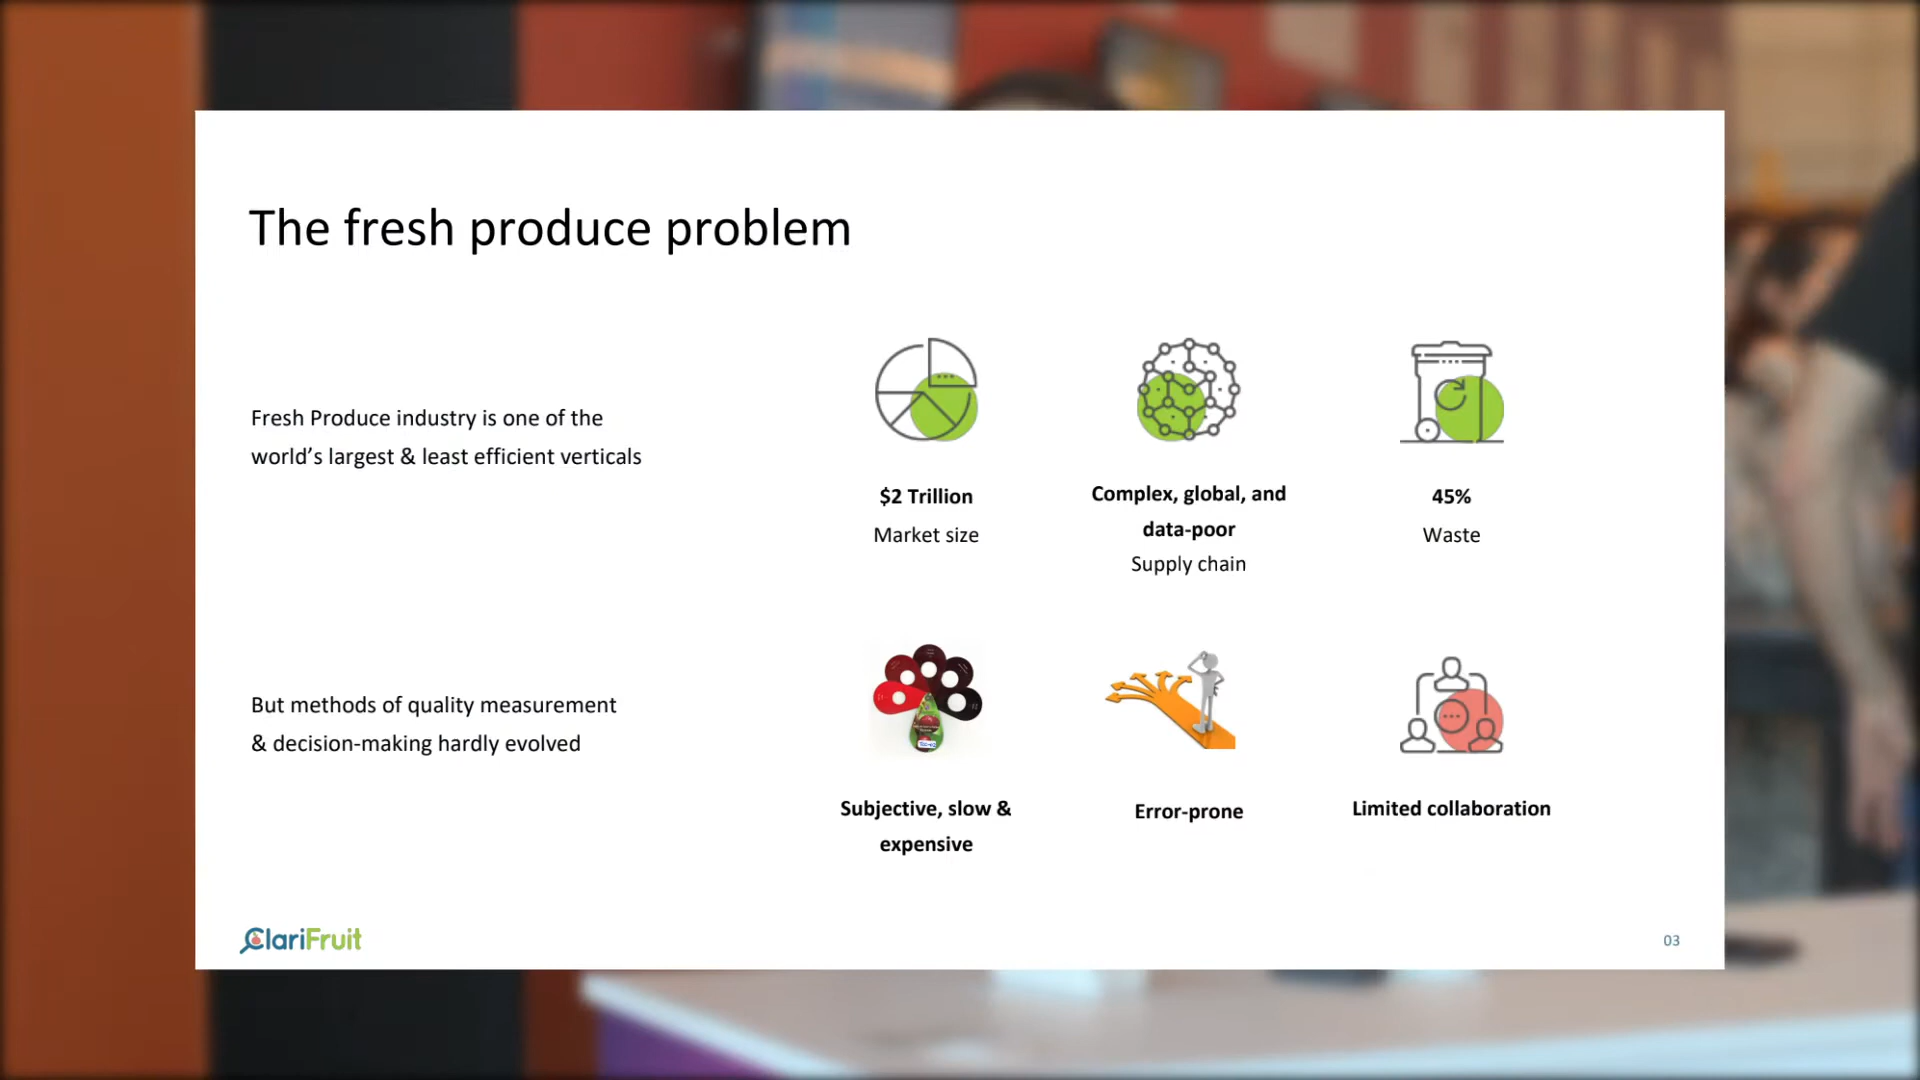 The fresh produce problem
Fresh Produce industry is one of the
world’s largest & least efficient verticals
$2 Trillion
Market size
Complex, global, and
data-poor
Supply chain
45%
Waste
But methods of quality measurement
& decision-making hardly evolved
Subjective, slow &
expensive
Error-prone
Limited collaboration
ClariFruit
03